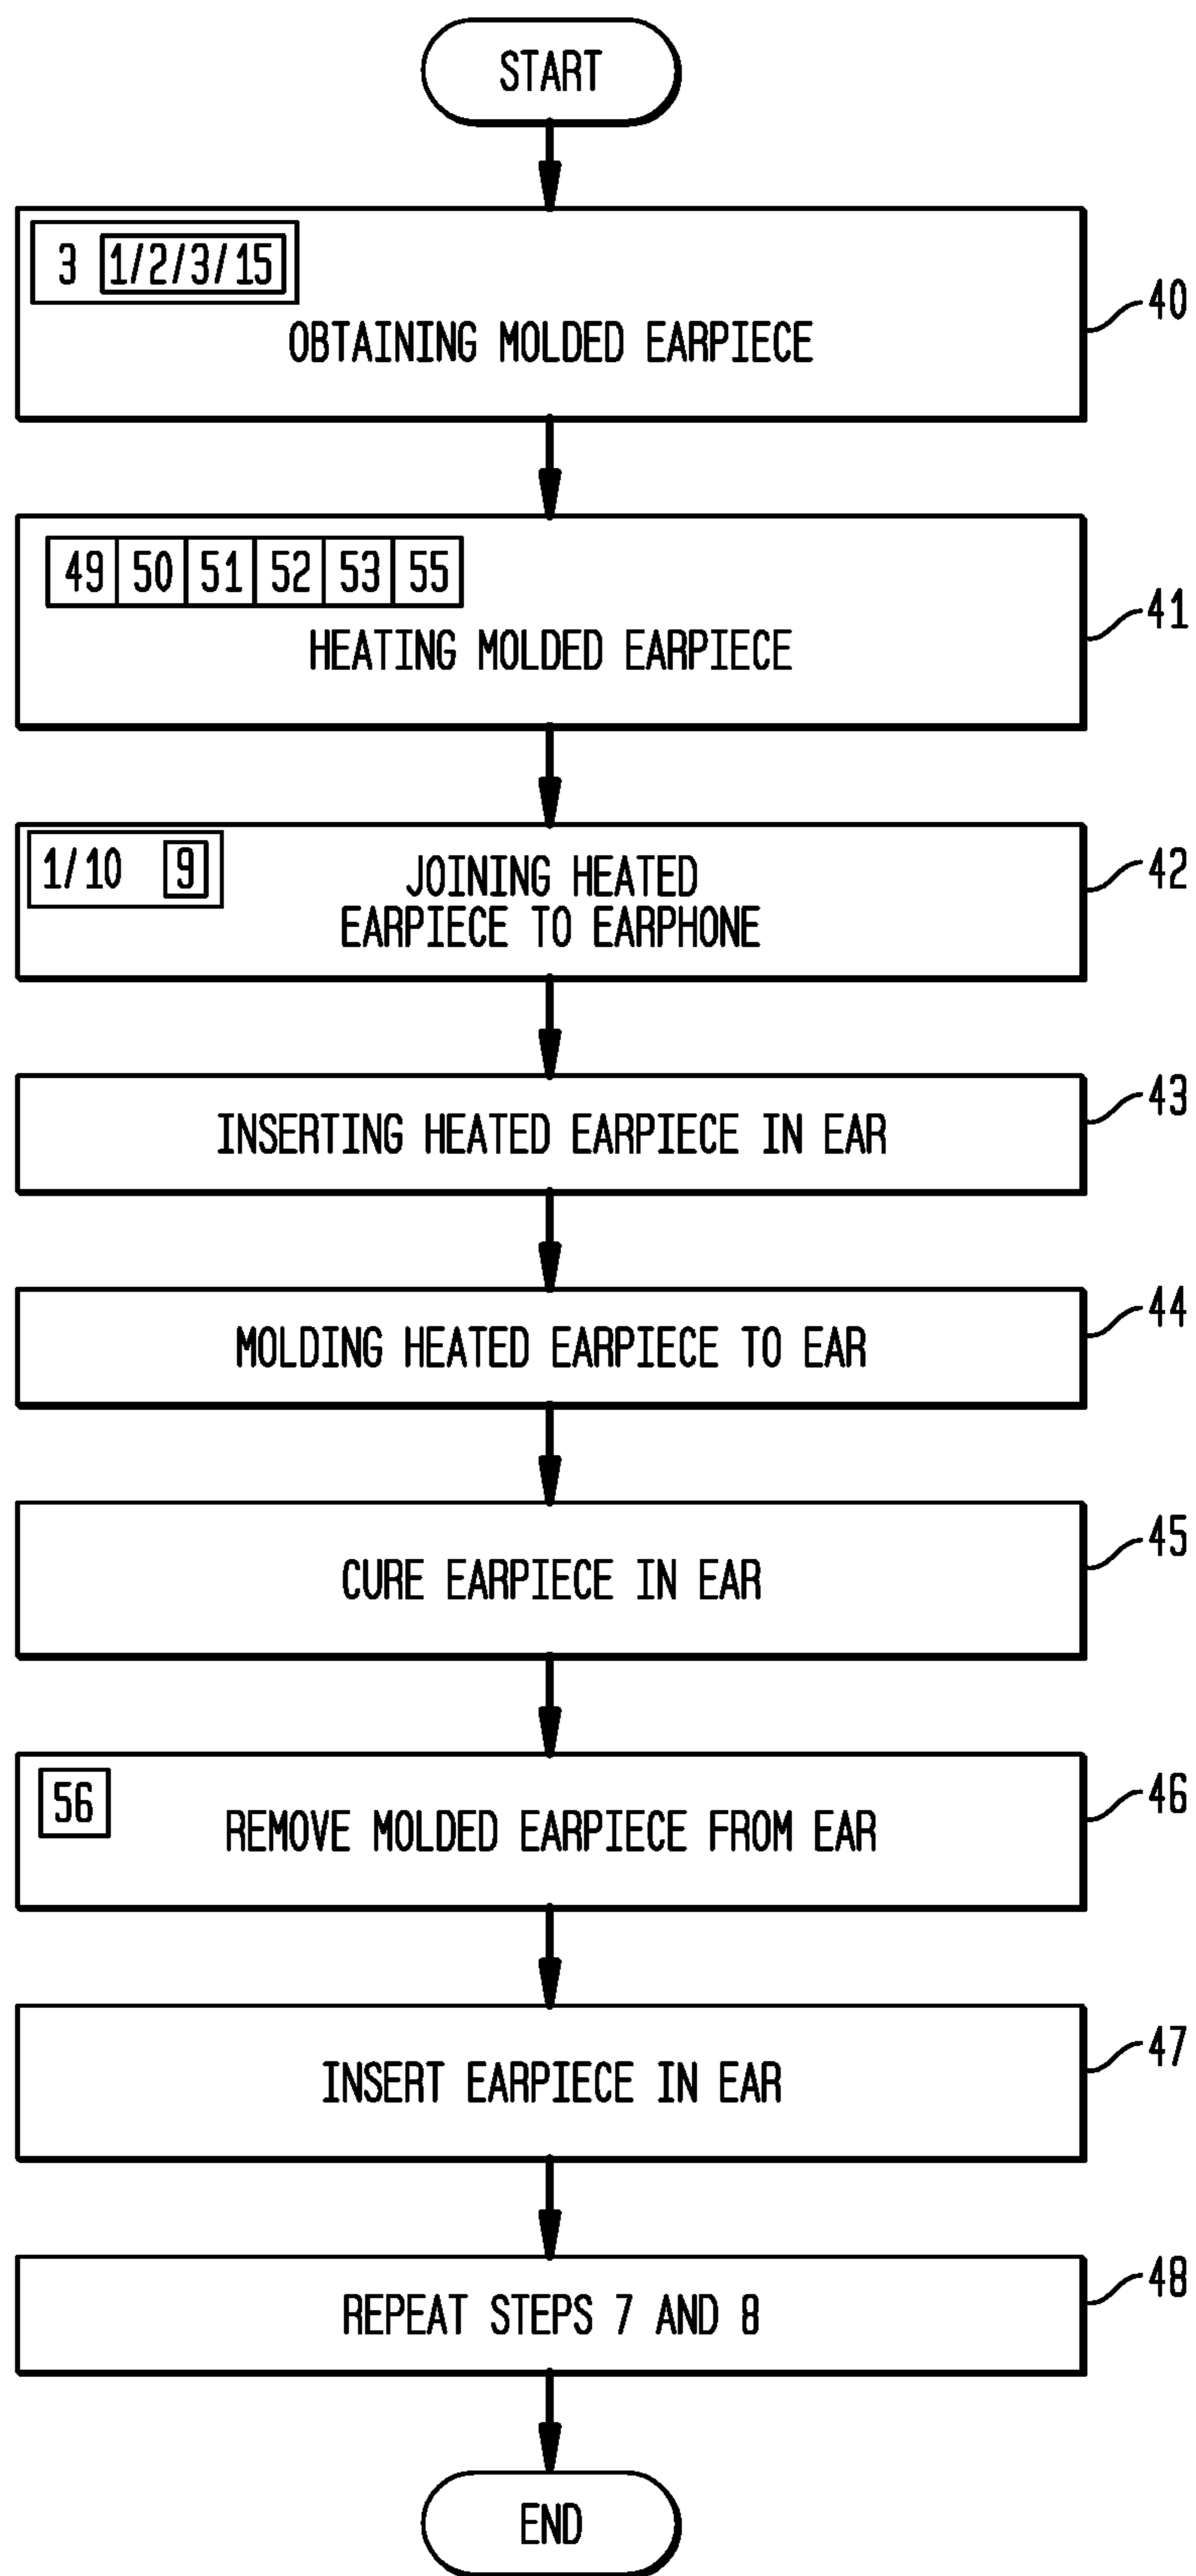 START
3 1/2/3/15
OBTAINING MOLDED EARPIECE
40
49 50 51 52 53 55
HEATING MOLDED EARPIECE
41
1/10 9
JOINING HEATED
EARPIECE TO EARPHONE
42
INSERTING HEATED EARPIECE IN EAR
43
MOLDING HEATED EARPIECE TO EAR
44
CURE EARPIECE IN EAR
45
56
REMOVE MOLDED EARPIECE FROM EAR
46
INSERT EARPIECE IN EAR
47
REPEAT STEPS 7 AND 8
48
END